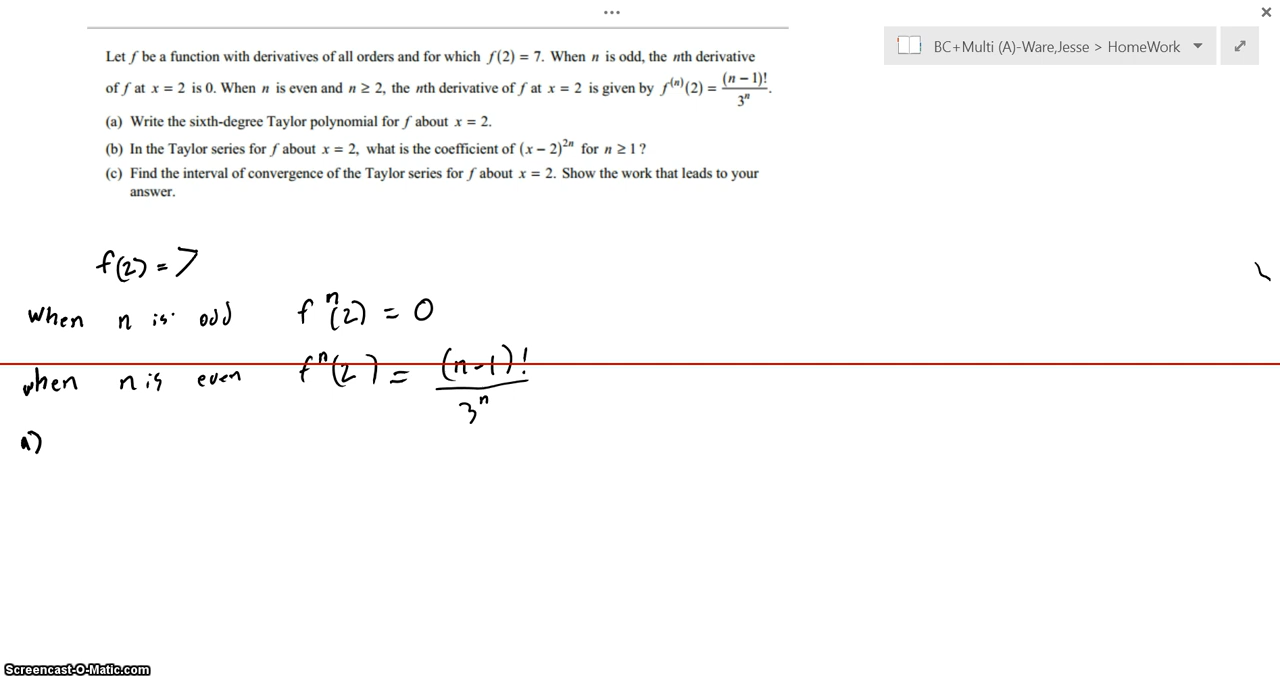 ...
BC+Multi (A)-Ware,Jesse > HomeWork
Let f be a function with derivatives of all orders and for which f(2) = 7. When n is odd, the nth derivative
of f at x = 2 is 0. When n is even and n ≥ 2, the nth derivative of f at x = 2 is given by f^(n)(2) = (n − 1)!/3^n.
(a) Write the sixth-degree Taylor polynomial for f about x = 2.
(b) In the Taylor series for f about x = 2, what is the coefficient of (x − 2)^2n for n ≥ 1?
(c) Find the interval of convergence of the Taylor series for f about x = 2. Show the work that leads to your
answer.
f(2) = 7
when n is odd f^n(2) = 0
when n is even f^n(2) = (n-1)!/3^n
a)
Screencast-O-Matic.com